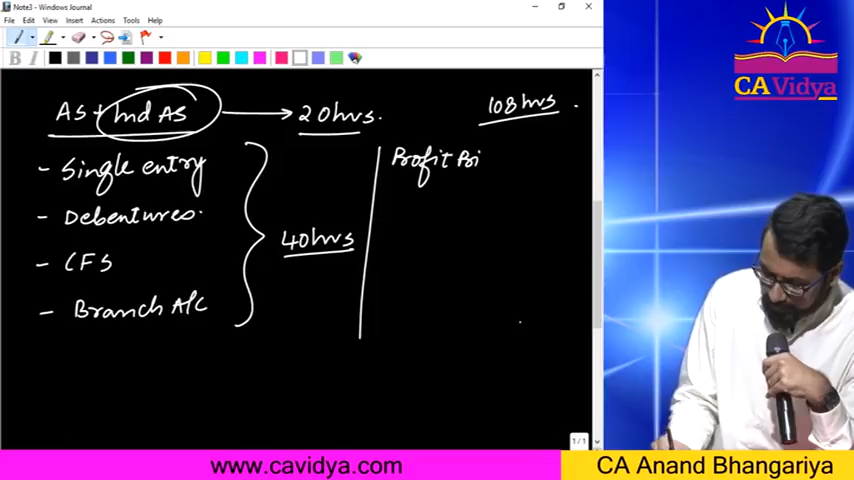 Note3 - Windows Journal
File Edit View Insert Actions Tools Help
B I
CA Vidya
AS + Ind AS 20hrs. 108 hrs.
- Single entry
- Debentures.
- CFS
- Branch A/C
40hrs
Profit Pri
1/1
www.cavidya.com
CA Anand Bhangariya